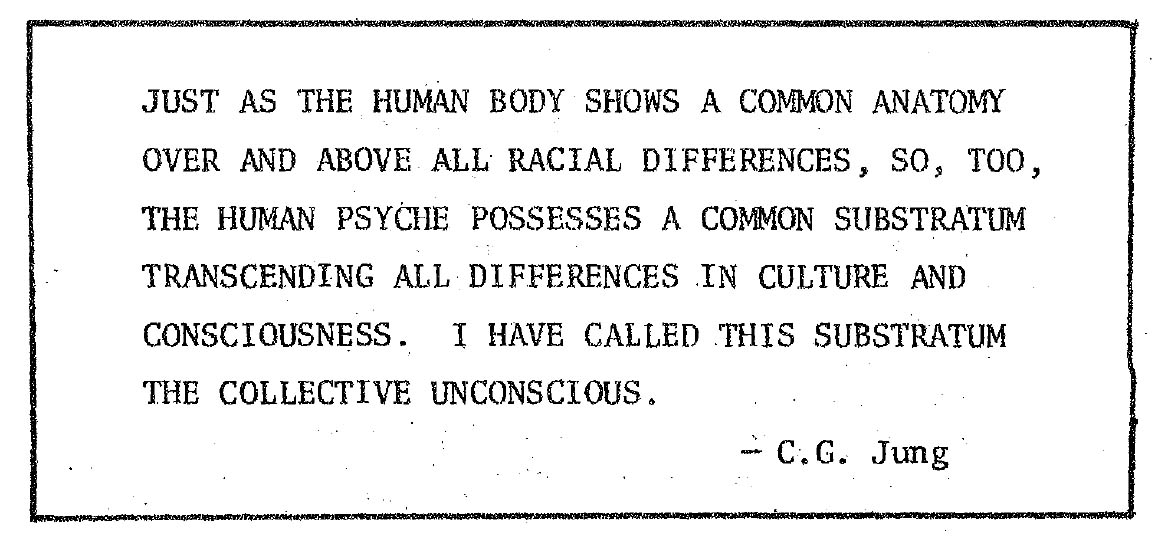 JUST AS THE HUMAN BODY SHOWS A COMMON ANATOMY
OVER AND ABOVE ALL RACIAL DIFFERENCES, SO, TOO,
THE HUMAN PSYCHE POSSESSES A COMMON SUBSTRATUM
TRANSCENDING ALL DIFFERENCES IN CULTURE AND
CONSCIOUSNESS. I HAVE CALLED THIS SUBSTRATUM
THE COLLECTIVE UNCONSCIOUS.
— C.G. Jung